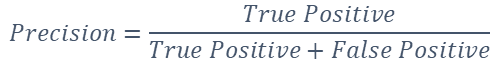 Precision = True Positive / True Positive + False Positive